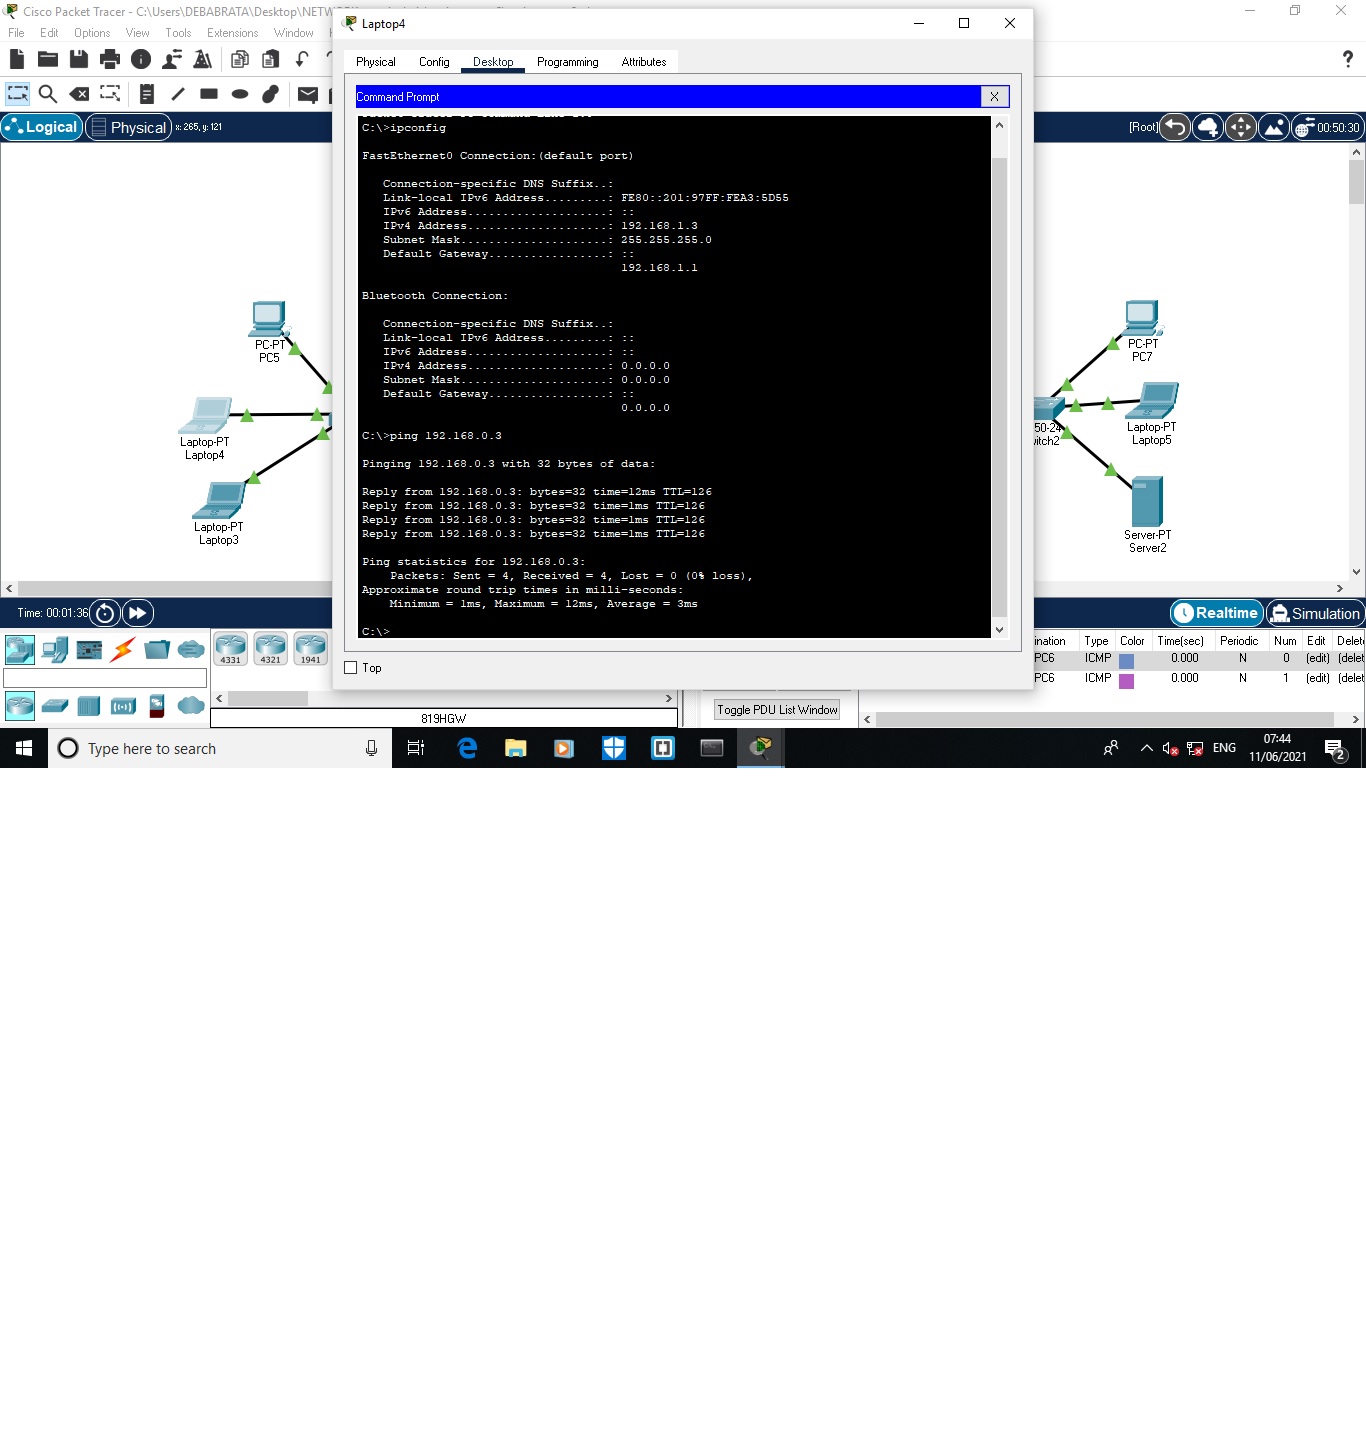 Cisco Packet Tracer - C:\Users\DEBABRATA\Desktop\NETW
File Edit Options View Tools Extensions Window
Logical Physical x: 265, y: 121
[Root] 00:50:30
Laptop4
Physical Config Desktop Programming Attributes
Command Prompt X
C:\>ipconfig
FastEthernet0 Connection:(default port)
Connection-specific DNS Suffix..:
Link-local IPv6 Address.........: FE80::201:97FF:FEA3:5D55
IPv6 Address....................: ::
IPv4 Address....................: 192.168.1.3
Subnet Mask.....................: 255.255.255.0
Default Gateway.................: ::
192.168.1.1
Bluetooth Connection:
Connection-specific DNS Suffix..:
Link-local IPv6 Address.........: ::
IPv6 Address....................: ::
IPv4 Address....................: 0.0.0.0
Subnet Mask.....................: 0.0.0.0
Default Gateway.................: ::
0.0.0.0
C:\>ping 192.168.0.3
Pinging 192.168.0.3 with 32 bytes of data:
Reply from 192.168.0.3: bytes=32 time=12ms TTL=126
Reply from 192.168.0.3: bytes=32 time=1ms TTL=126
Reply from 192.168.0.3: bytes=32 time=1ms TTL=126
Reply from 192.168.0.3: bytes=32 time=1ms TTL=126
Ping statistics for 192.168.0.3:
Packets: Sent = 4, Received = 4, Lost = 0 (0% loss),
Approximate round trip times in milli-seconds:
Minimum = 1ms, Maximum = 12ms, Average = 3ms
C:\>
Top
PC-PT
PC5
Laptop-PT
Laptop4
Laptop-PT
Laptop3
PC-PT
PC7
50-24
itch2
Laptop-PT
Laptop5
Server-PT
Server2
Time: 00:01:36
Realtime Simulation
4331 4321 1941
819HGW
Toggle PDU List Window
ination Type Color Time(sec) Periodic Num Edit Delet
PC6 ICMP 0.000 N 0 (edit) (delet
PC6 ICMP 0.000 N 1 (edit) (delet
Type here to search
ENG
07:44
11/06/2021
2